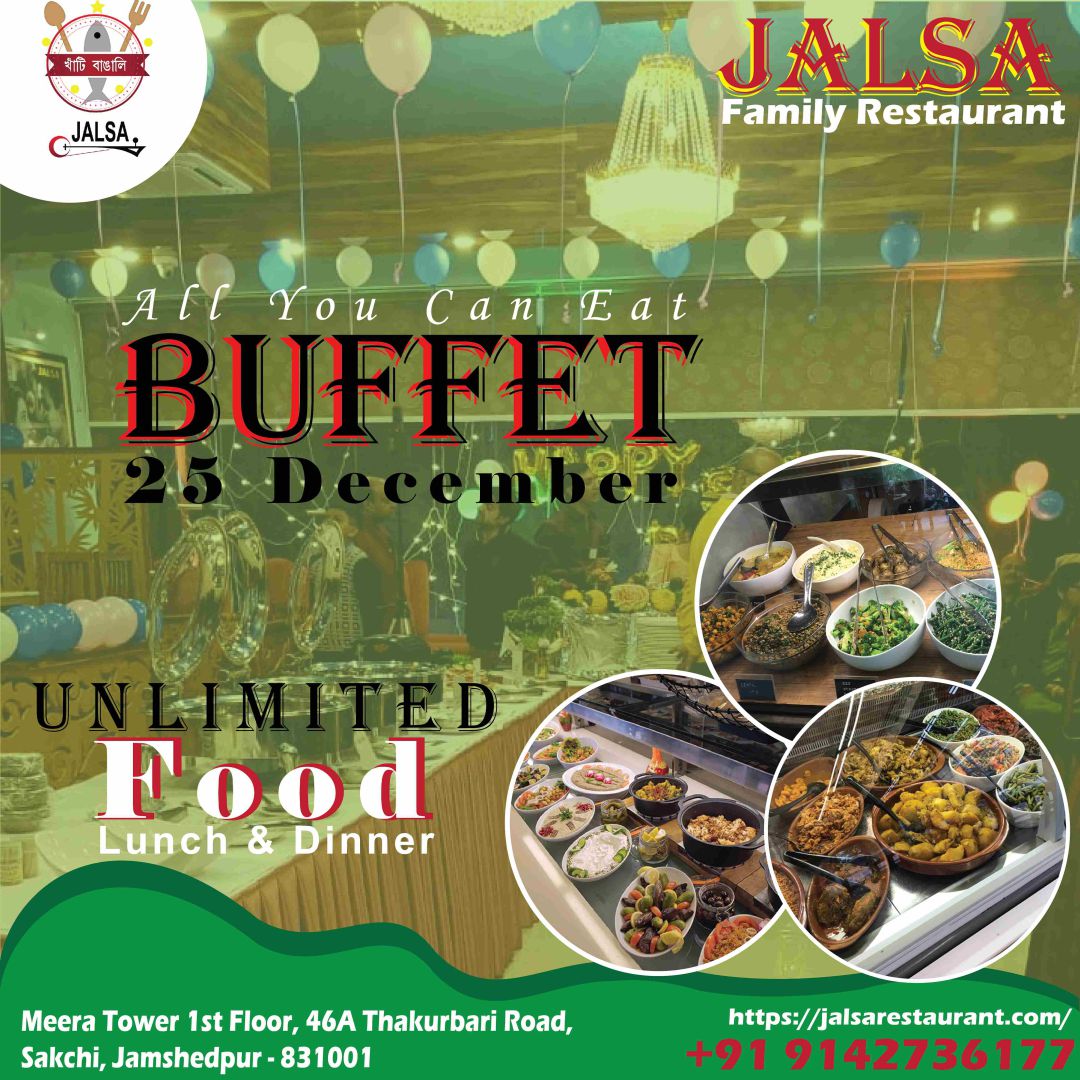 খাঁটি বাঙালি
JALSA
JALSA
Family Restaurant
All You Can Eat
BUFFET
25 December
HAPPY
UNLIMITED
Food
Lunch & Dinner
Meera Tower 1st Floor, 46A Thakurbari Road,
Sakchi, Jamshedpur - 831001
https://jalsarestaurant.com/
+91 9142736177